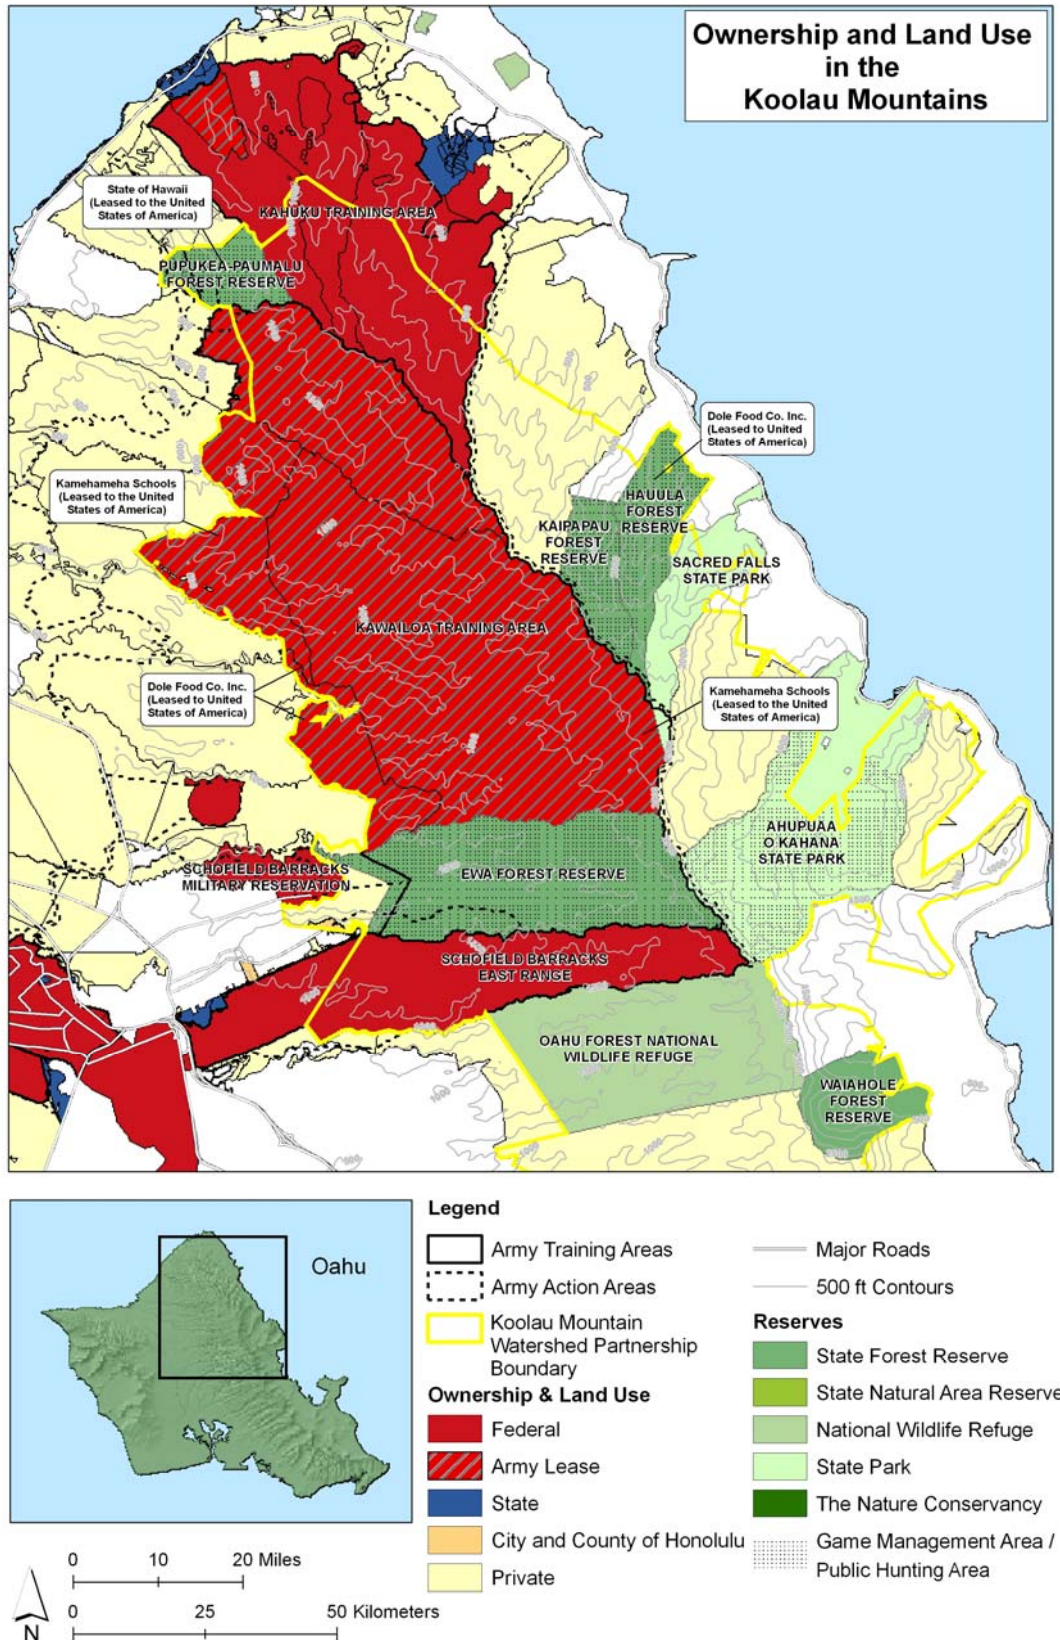 Ownership and Land Use
in the
Koolau Mountains
State of Hawaii
(Leased to the United
States of America)
KAHUKU TRAINING AREA
PUPUKEA-PAUMALU
FOREST RESERVE
Dole Food Co. Inc.
(Leased to United
States of America)
Kamehameha Schools
(Leased to the United
States of America)
HAUULA
FOREST
RESERVE
KAIPAPAU
FOREST
RESERVE
SACRED FALLS
STATE PARK
KAWAILOA TRAINING AREA
Dole Food Co. Inc.
(Leased to United
States of America)
Kamehameha Schools
(Leased to the United
States of America)
AHUPUAA
O KAHANA
STATE PARK
SCHOFIELD BARRACKS
MILITARY RESERVATION
EWA FOREST RESERVE
SCHOFIELD BARRACKS
EAST RANGE
OAHU FOREST NATIONAL
WILDLIFE REFUGE
WAIAHOLE
FOREST
RESERVE
Oahu
0 10 20 Miles
0 25 50 Kilometers
N
Legend
Army Training Areas
Army Action Areas
Koolau Mountain
Watershed Partnership
Boundary
Ownership & Land Use
Federal
Army Lease
State
City and County of Honolulu
Private
Major Roads
500 ft Contours
Reserves
State Forest Reserve
State Natural Area Reserve
National Wildlife Refuge
State Park
The Nature Conservancy
Game Management Area /
Public Hunting Area